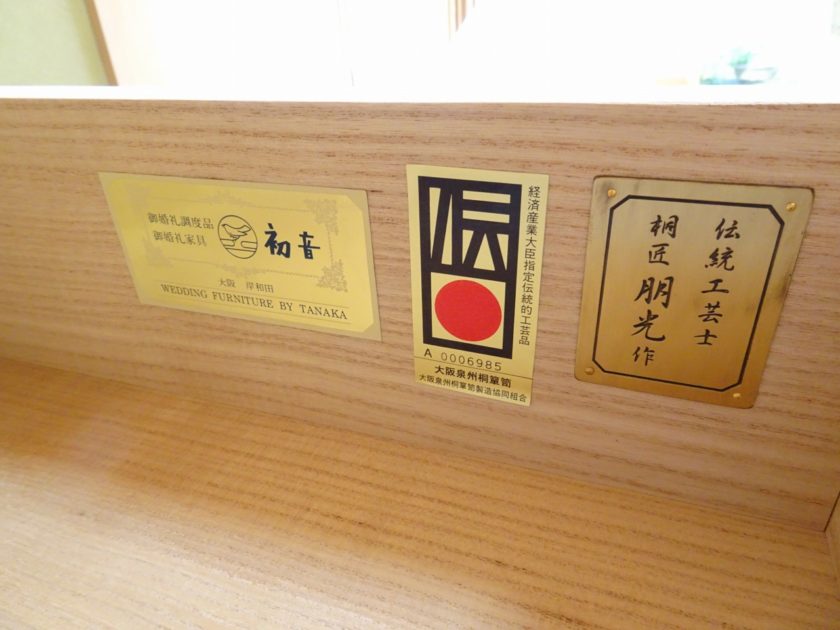 御婚礼調度品
御婚礼家具
初音
大阪 岸和田
WEDDING FURNITURE BY TANAKA
伝
経済産業大臣指定伝統的工芸品
A 0006985
大阪泉州桐簞笥
大阪泉州桐簞笥製造協同組合
伝統工芸士
桐匠 朋光作